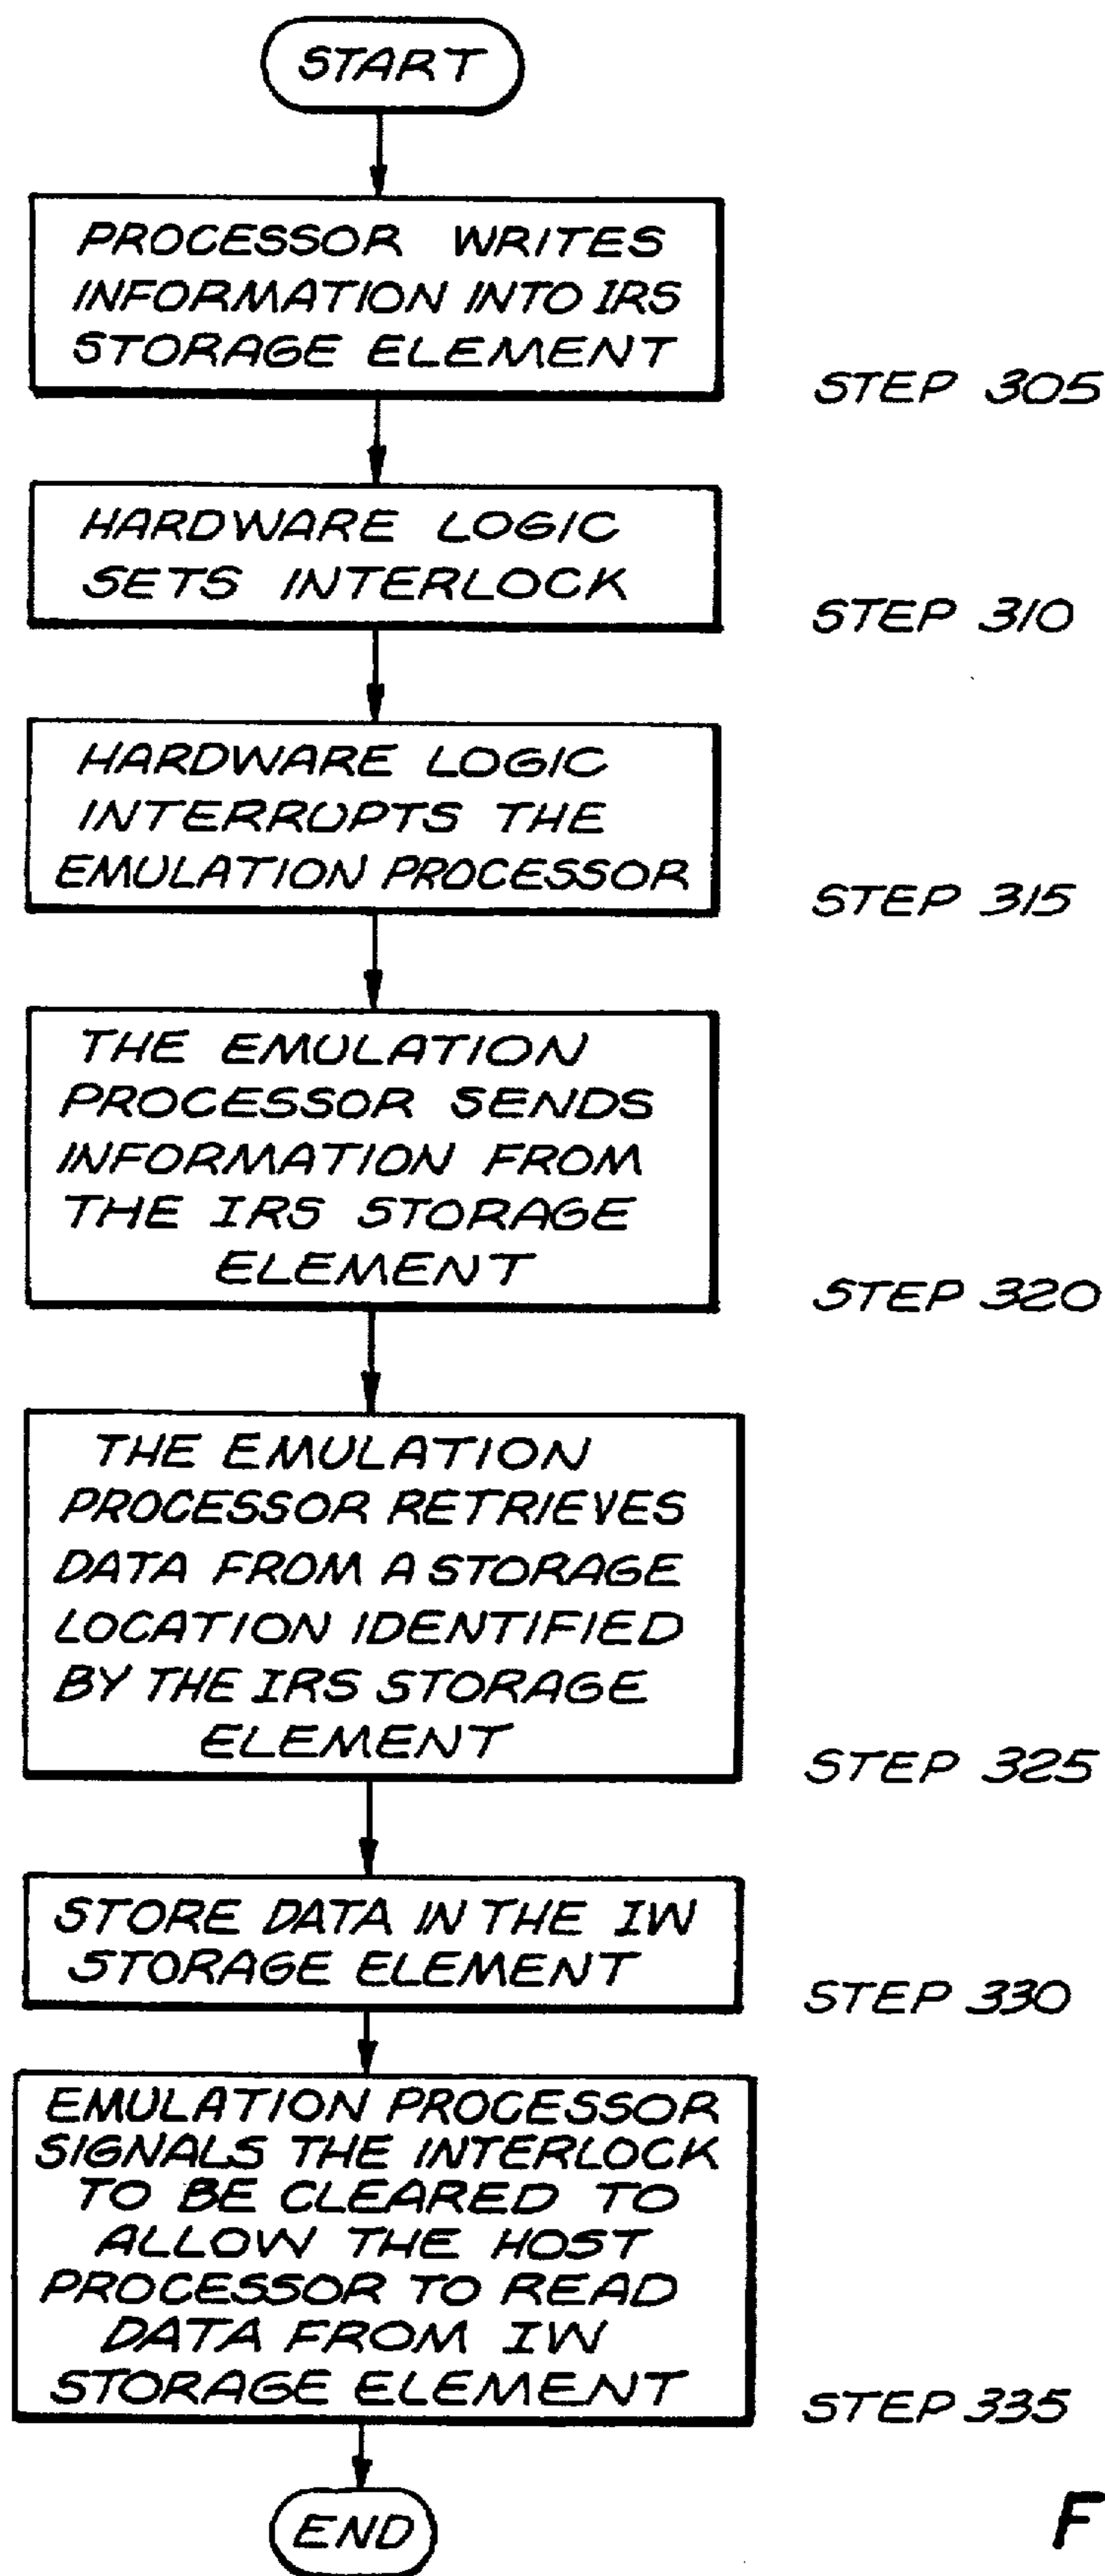 START
PROCESSOR WRITES
INFORMATION INTO IRS
STORAGE ELEMENT
STEP 305
HARDWARE LOGIC
SETS INTERLOCK
STEP 310
HARDWARE LOGIC
INTERRUPTS THE
EMULATION PROCESSOR
STEP 315
THE EMULATION
PROCESSOR SENDS
INFORMATION FROM
THE IRS STORAGE
ELEMENT
STEP 320
THE EMULATION
PROCESSOR RETRIEVES
DATA FROM A STORAGE
LOCATION IDENTIFIED
BY THE IRS STORAGE
ELEMENT
STEP 325
STORE DATA IN THE IW
STORAGE ELEMENT
STEP 330
EMULATION PROCESSOR
SIGNALS THE INTERLOCK
TO BE CLEARED TO
ALLOW THE HOST
PROCESSOR TO READ
DATA FROM IW
STORAGE ELEMENT
STEP 335
END
F